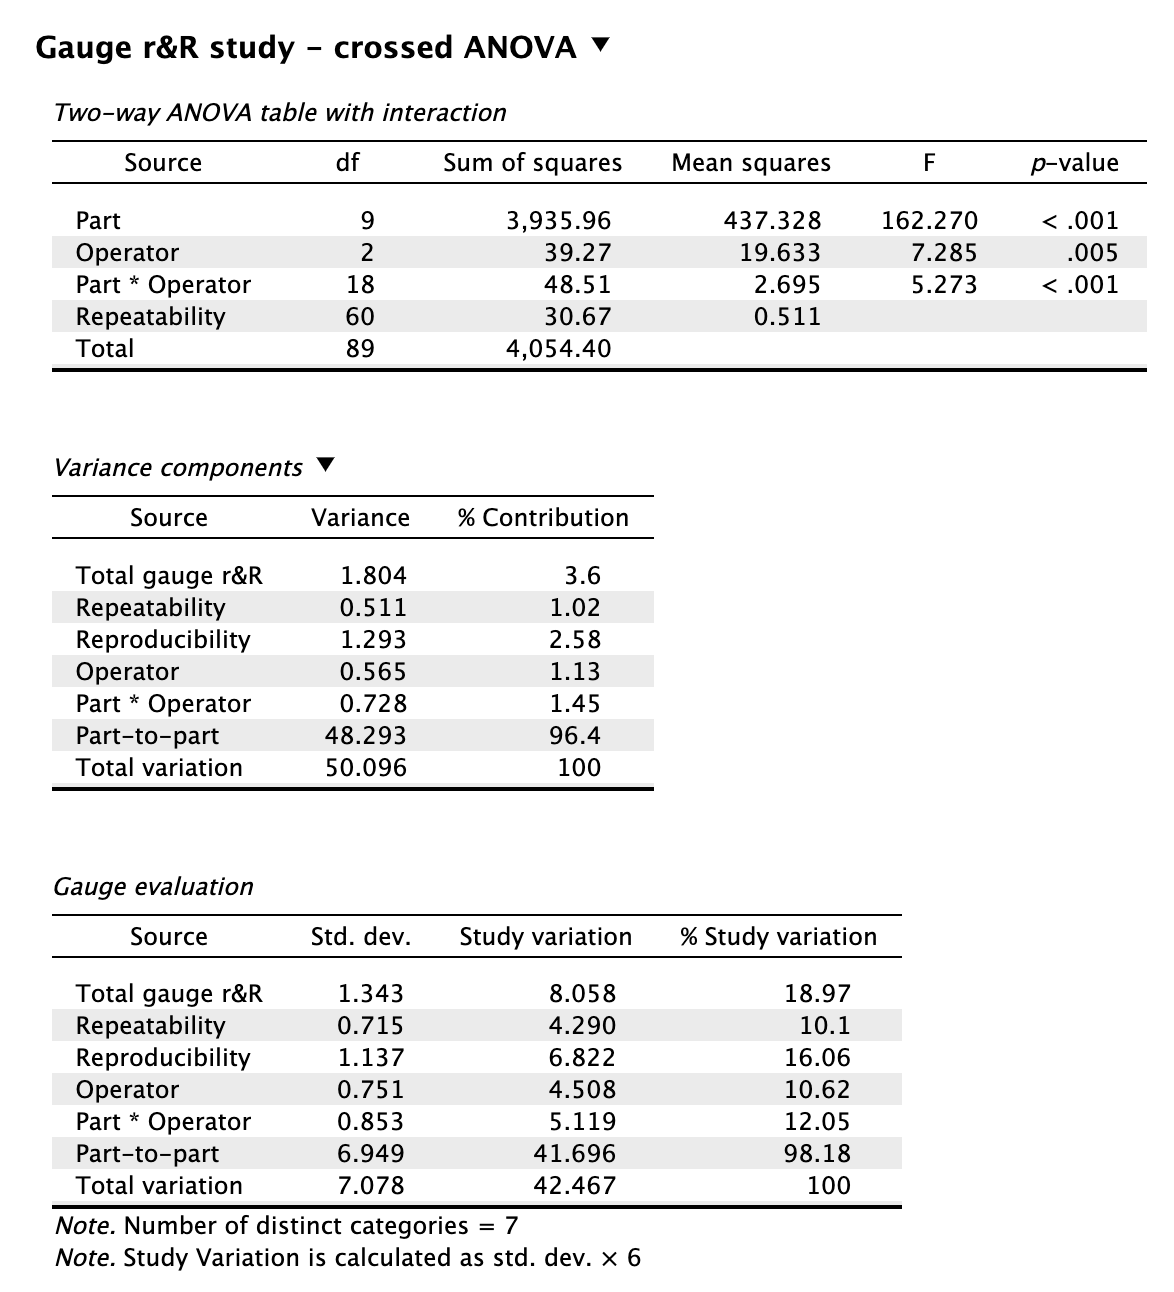 Gauge r&R study – crossed ANOVA ▼
Two-way ANOVA table with interaction
Source df Sum of squares Mean squares F p-value
Part 9 3,935.96 437.328 162.270 < .001
Operator 2 39.27 19.633 7.285 .005
Part * Operator 18 48.51 2.695 5.273 < .001
Repeatability 60 30.67 0.511
Total 89 4,054.40
Variance components ▼
Source Variance % Contribution
Total gauge r&R 1.804 3.6
Repeatability 0.511 1.02
Reproducibility 1.293 2.58
Operator 0.565 1.13
Part * Operator 0.728 1.45
Part-to-part 48.293 96.4
Total variation 50.096 100
Gauge evaluation
Source Std. dev. Study variation % Study variation
Total gauge r&R 1.343 8.058 18.97
Repeatability 0.715 4.290 10.1
Reproducibility 1.137 6.822 16.06
Operator 0.751 4.508 10.62
Part * Operator 0.853 5.119 12.05
Part-to-part 6.949 41.696 98.18
Total variation 7.078 42.467 100
Note. Number of distinct categories = 7
Note. Study Variation is calculated as std. dev. × 6